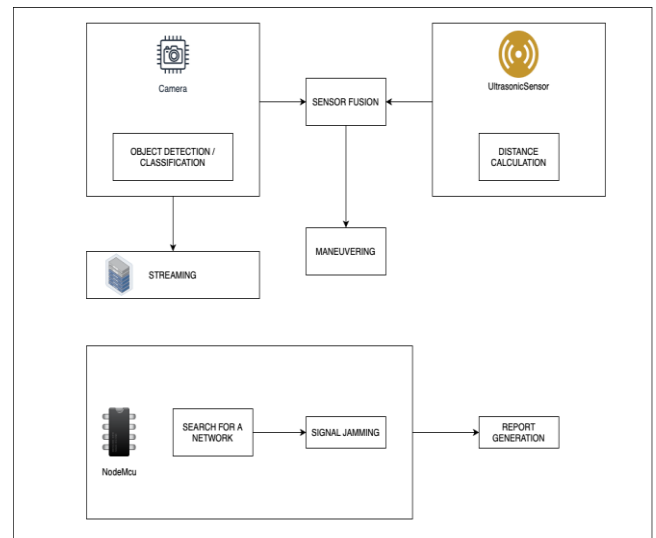 Camera
OBJECT DETECTION /
CLASSIFICATION
SENSOR FUSION
UltrasonicSensor
DISTANCE
CALCULATION
STREAMING
MANEUVERING
NodeMcu
SEARCH FOR A
NETWORK
SIGNAL JAMMING
REPORT
GENERATION